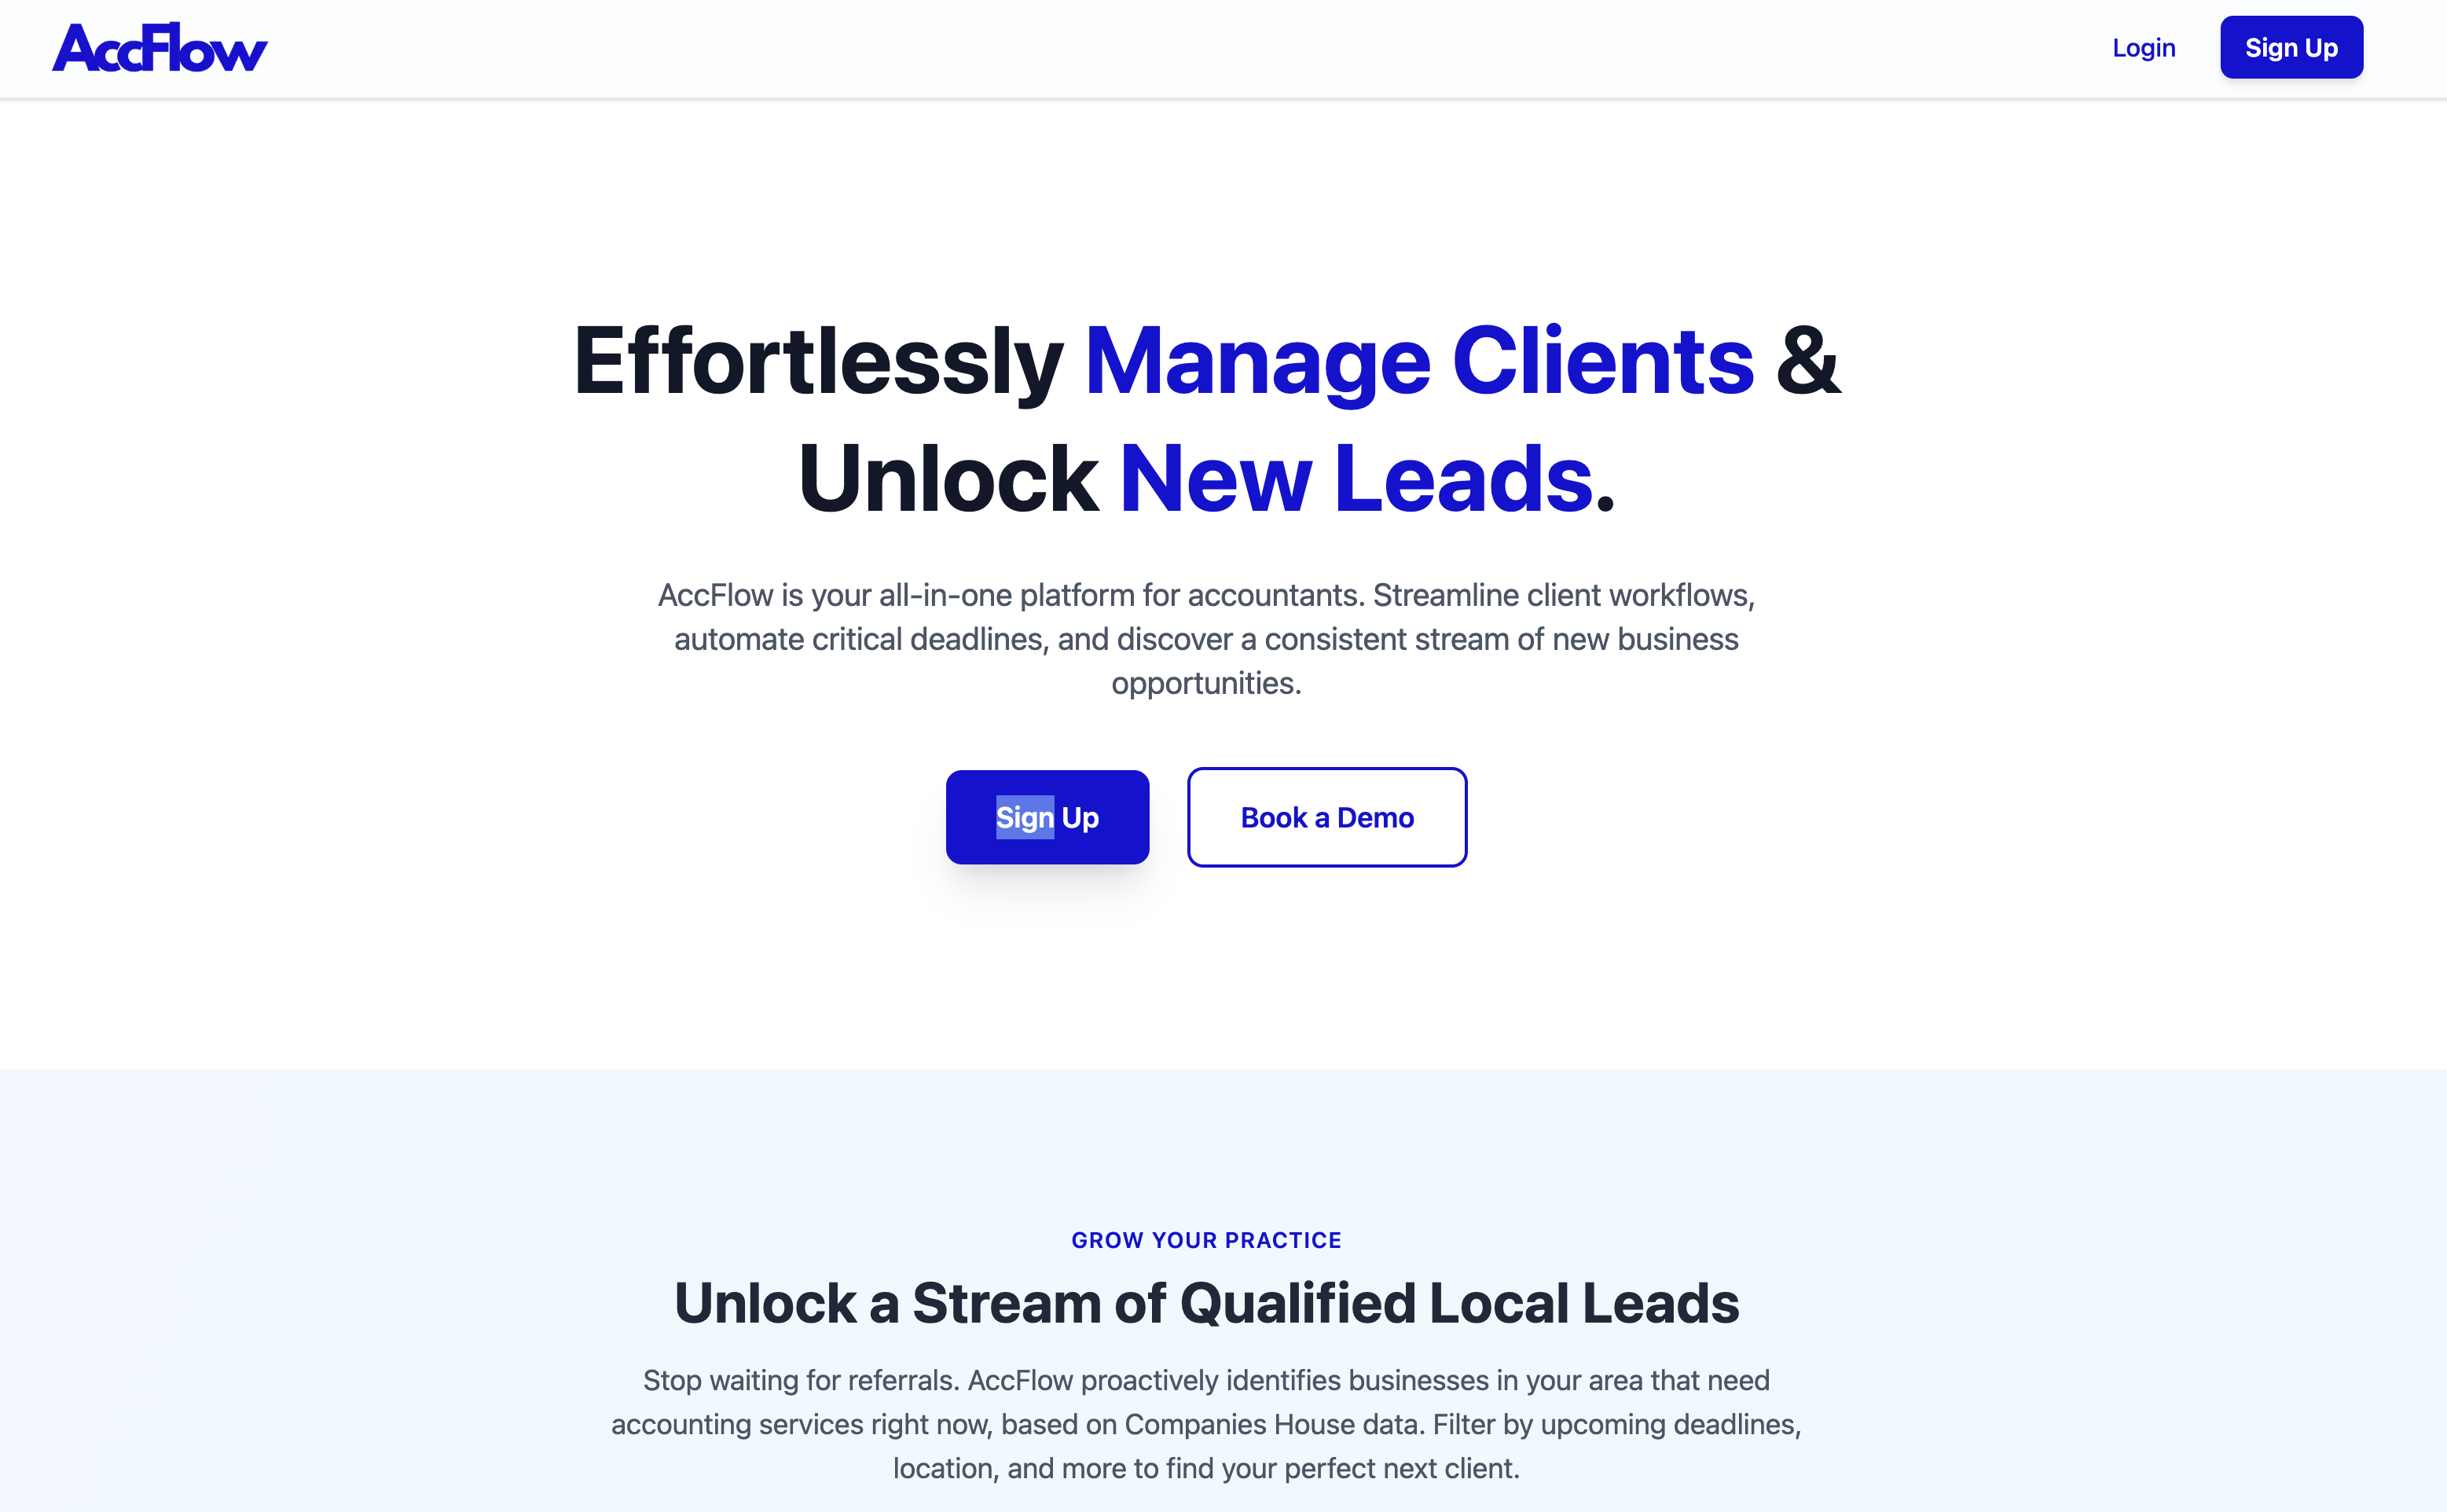 AccFlow
Login
Sign Up
Effortlessly Manage Clients &
Unlock New Leads.
AccFlow is your all-in-one platform for accountants. Streamline client workflows,
automate critical deadlines, and discover a consistent stream of new business
opportunities.
Sign Up
Book a Demo
GROW YOUR PRACTICE
Unlock a Stream of Qualified Local Leads
Stop waiting for referrals. AccFlow proactively identifies businesses in your area that need
accounting services right now, based on Companies House data. Filter by upcoming deadlines,
location, and more to find your perfect next client.